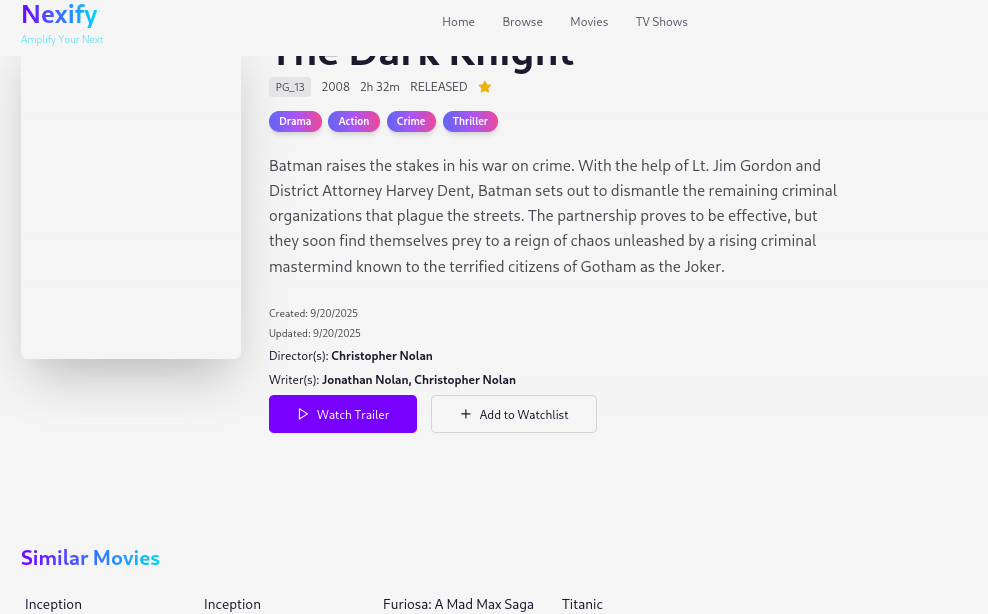 Nexify
Amplify Your Next
Home Browse Movies TV Shows
The Dark Knight
PG_13 2008 2h 32m RELEASED
Drama Action Crime Thriller
Batman raises the stakes in his war on crime. With the help of Lt. Jim Gordon and
District Attorney Harvey Dent, Batman sets out to dismantle the remaining criminal
organizations that plague the streets. The partnership proves to be effective, but
they soon find themselves prey to a reign of chaos unleashed by a rising criminal
mastermind known to the terrified citizens of Gotham as the Joker.
Created: 9/20/2025
Updated: 9/20/2025
Director(s): Christopher Nolan
Writer(s): Jonathan Nolan, Christopher Nolan
Watch Trailer Add to Watchlist
Similar Movies
Inception Inception Furiosa: A Mad Max Saga Titanic